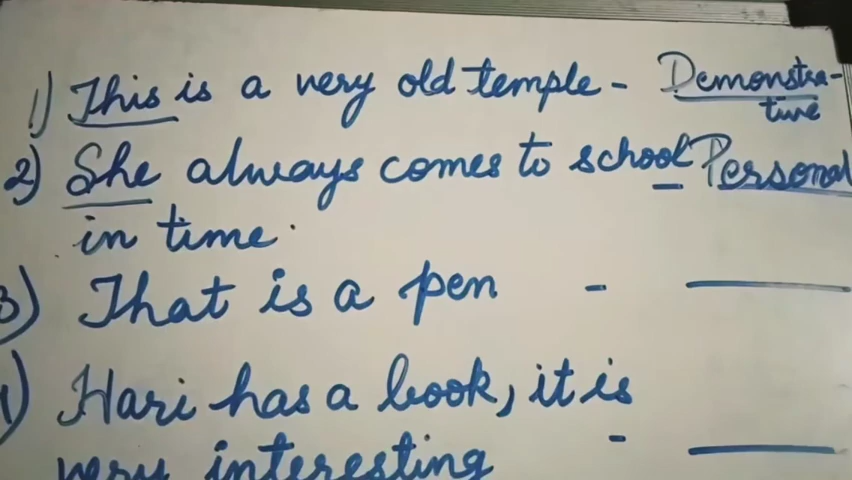 1) This is a very old temple - Demonstra-
tive
2) She always comes to school - Personal
in time.
3) That is a pen -
Hari has a book, it is
very interesting -